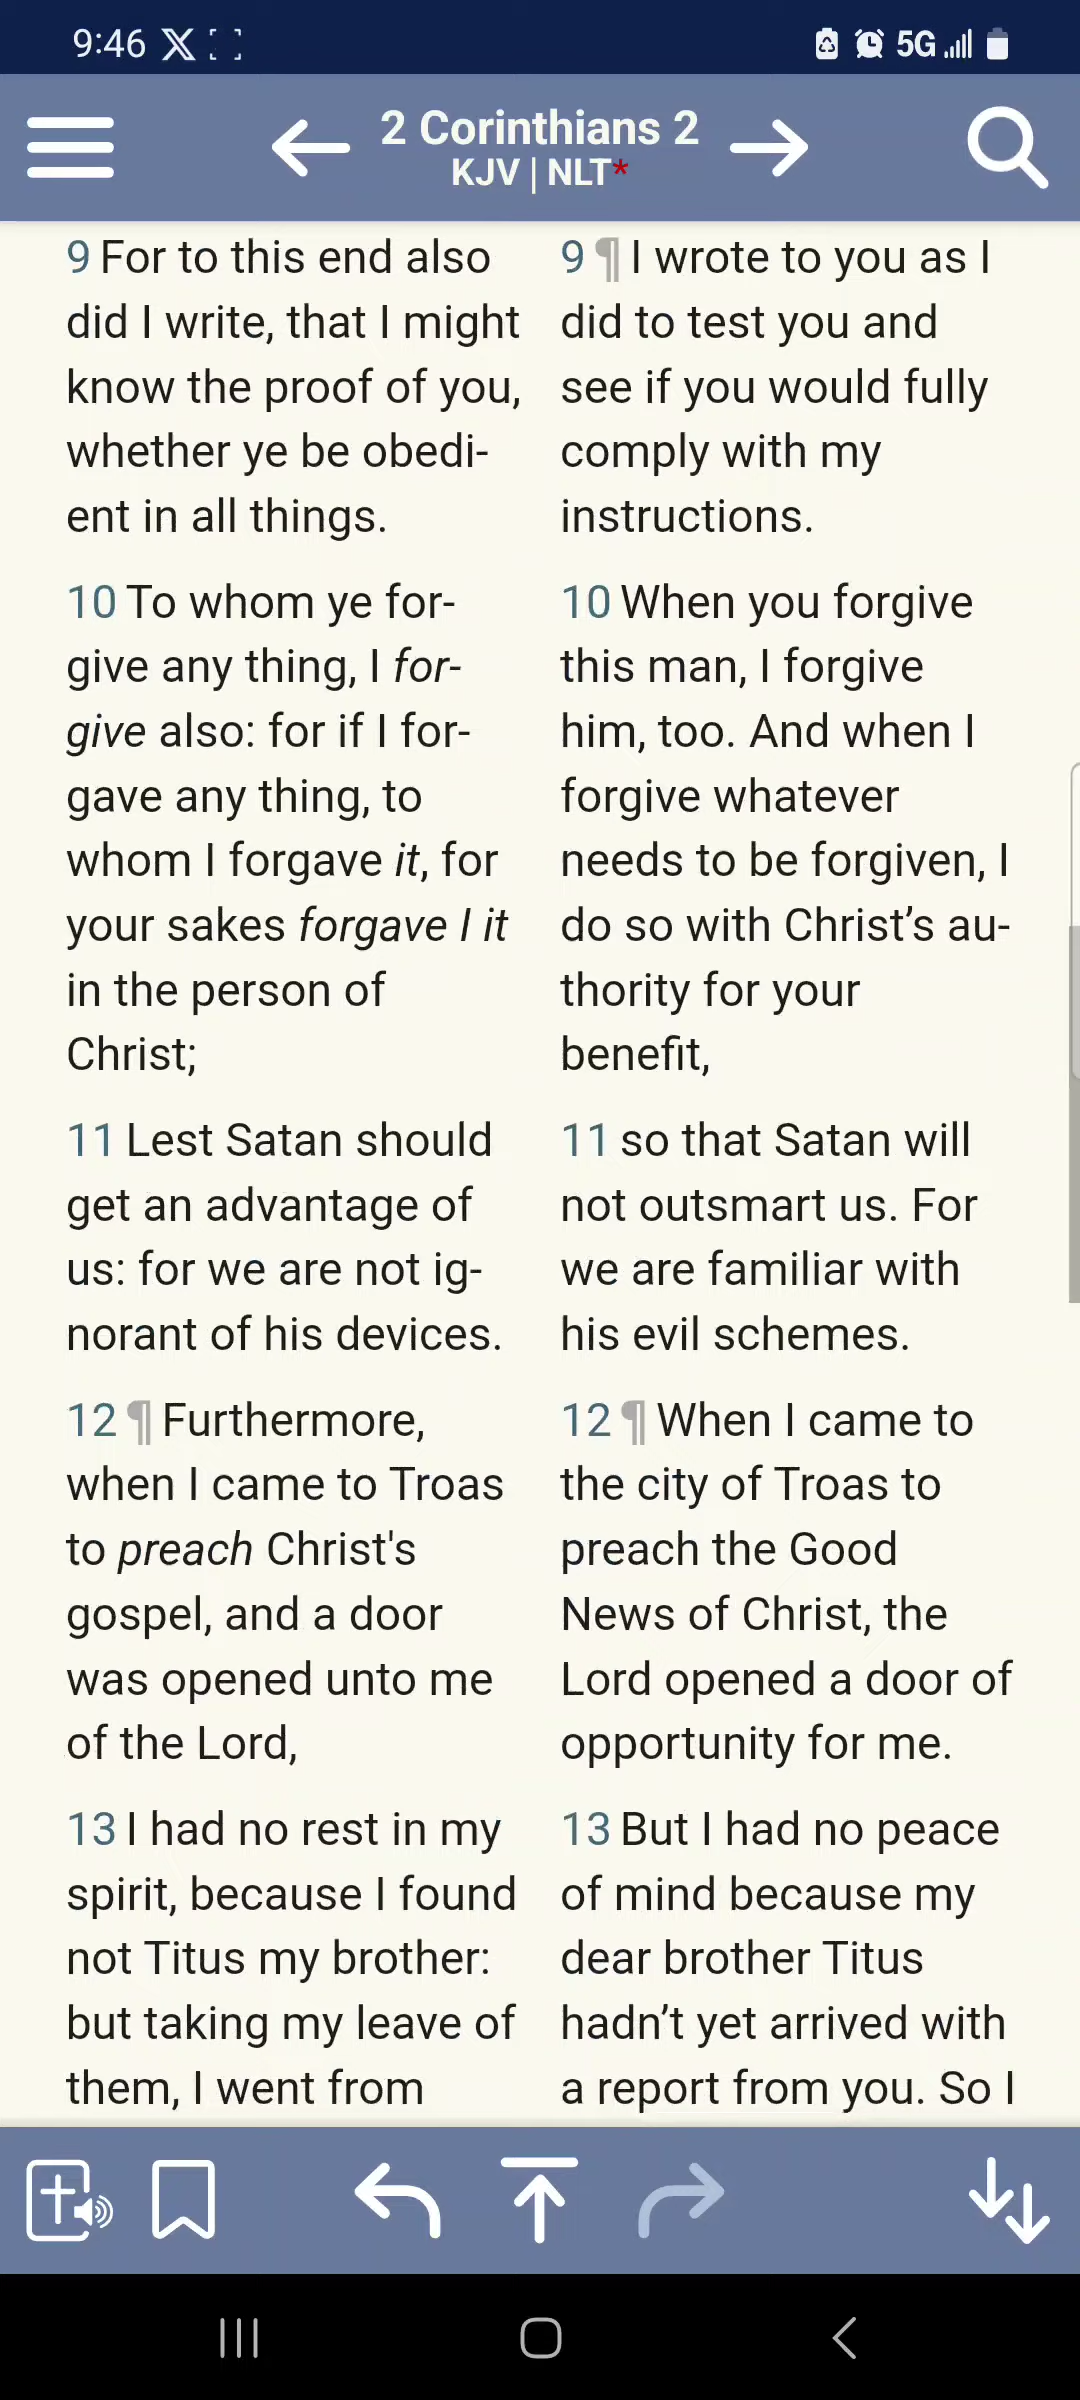 9:46
5G
2 Corinthians 2
KJV | NLT*
9 For to this end also
did I write, that I might
know the proof of you,
whether ye be obedi-
ent in all things.
10 To whom ye for-
give any thing, I for-
give also: for if I for-
gave any thing, to
whom I forgave it, for
your sakes forgave I it
in the person of
Christ;
11 Lest Satan should
get an advantage of
us: for we are not ig-
norant of his devices.
12 ¶ Furthermore,
when I came to Troas
to preach Christ's
gospel, and a door
was opened unto me
of the Lord,
13 I had no rest in my
spirit, because I found
not Titus my brother:
but taking my leave of
them, I went from
9 ¶ I wrote to you as I
did to test you and
see if you would fully
comply with my
instructions.
10 When you forgive
this man, I forgive
him, too. And when I
forgive whatever
needs to be forgiven, I
do so with Christ’s au-
thority for your
benefit,
11 so that Satan will
not outsmart us. For
we are familiar with
his evil schemes.
12 ¶ When I came to
the city of Troas to
preach the Good
News of Christ, the
Lord opened a door of
opportunity for me.
13 But I had no peace
of mind because my
dear brother Titus
hadn’t yet arrived with
a report from you. So I